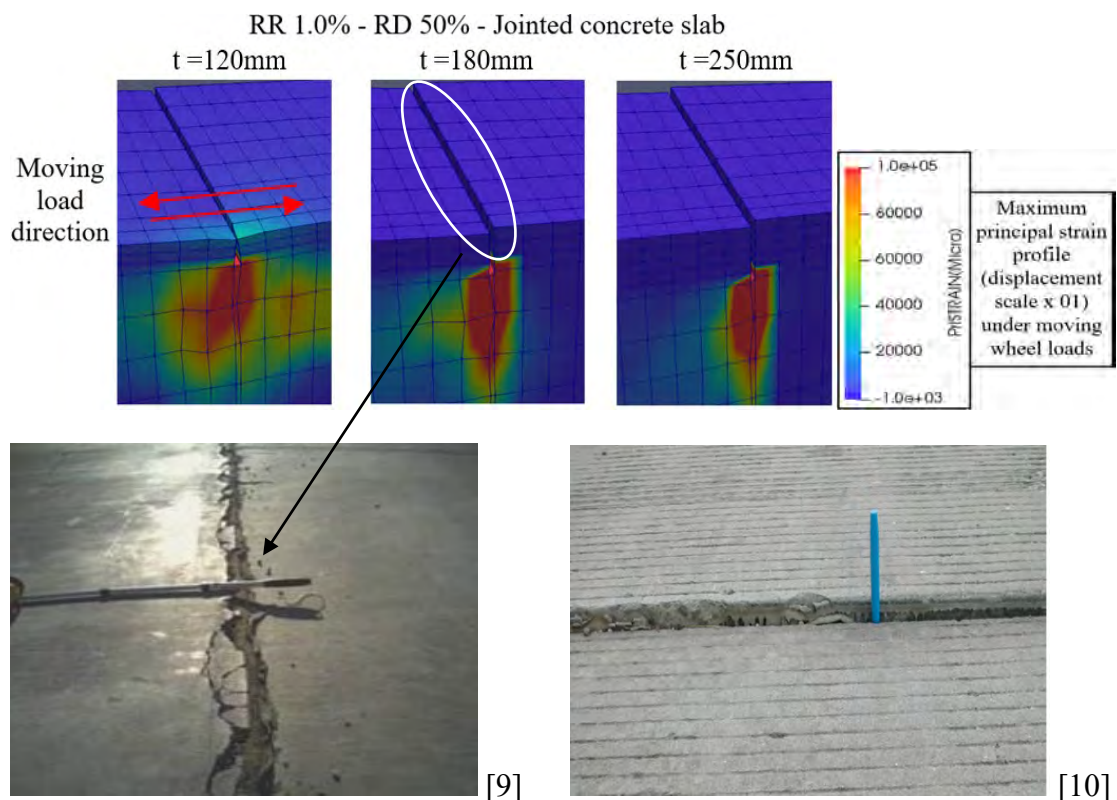 RR 1.0% - RD 50% - Jointed concrete slab
t =120mm
t =180mm
t =250mm
Moving
load
direction
1.0e+05
80000
60000
40000
20000
-1.0e+03
PrISTRAIN(Micro)
Maximum
principal strain
profile
(displacement
scale x 01)
under moving
wheel loads
[9]
[10]